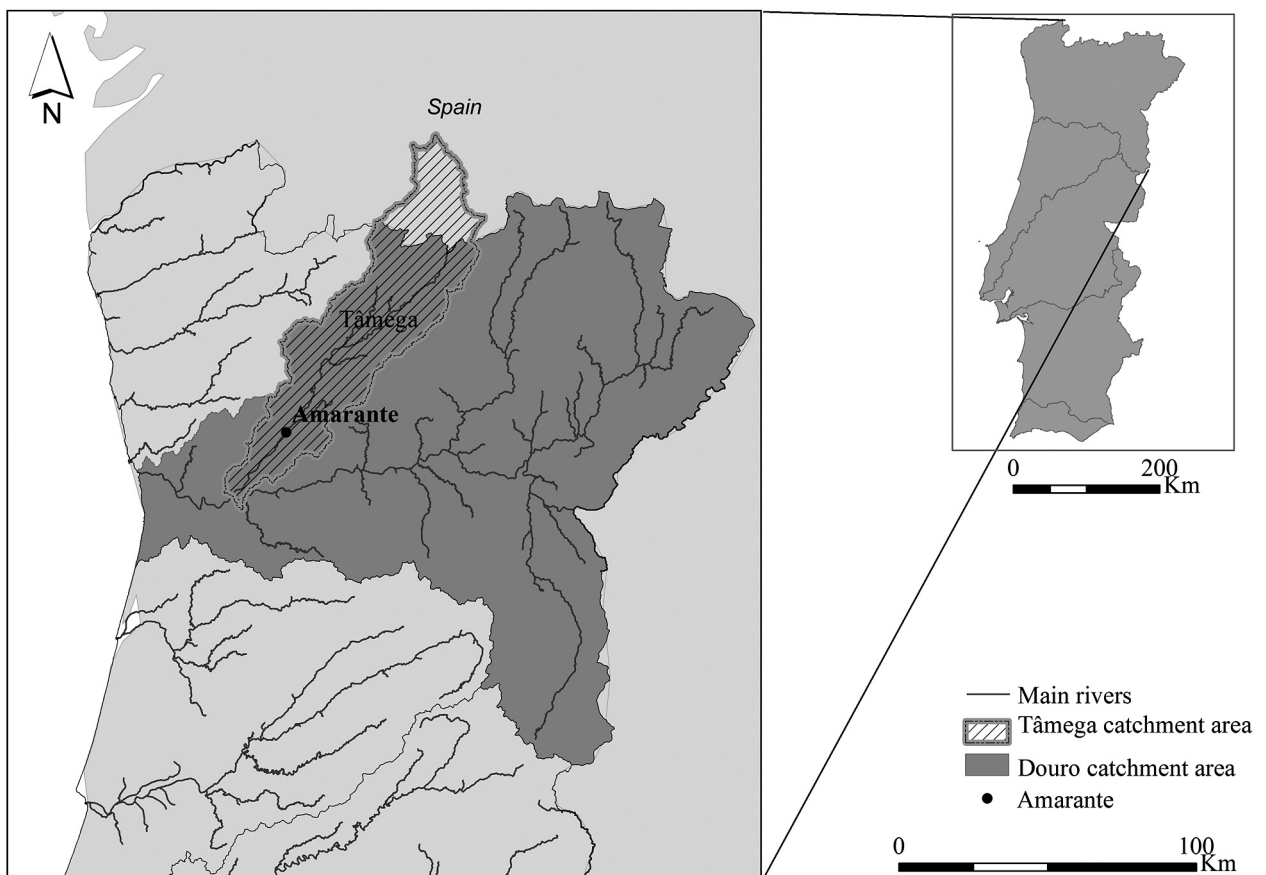 N
Spain
Tâmega
Amarante
0 200
Km
Main rivers
Tâmega catchment area
Douro catchment area
Amarante
0 100
Km